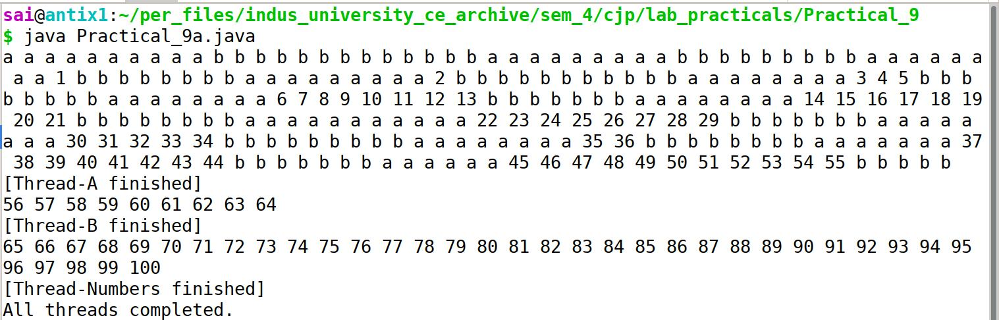 sai@antix1:~/per_files/indus_university_ce_archive/sem_4/cjp/lab_practicals/Practical_9
$ java Practical_9a.java
a a a a a a a a a a b b b b b b b b b b b b b a a a a a a a a a b b b b b b b b b a a a a a a
a a 1 b b b b b b b b a a a a a a a a a 2 b b b b b b b b b b b a a a a a a a a 3 4 5 b b b
b b b b b a a a a a a a a 6 7 8 9 10 11 12 13 b b b b b b b a a a a a a a a 14 15 16 17 18 19
20 21 b b b b b b b b a a a a a a a a a a a 22 23 24 25 26 27 28 29 b b b b b b b a a a a a
a a a 30 31 32 33 34 b b b b b b b b b a a a a a a a a 35 36 b b b b b b b b a a a a a a a 37
38 39 40 41 42 43 44 b b b b b b b a a a a a a 45 46 47 48 49 50 51 52 53 54 55 b b b b b
[Thread-A finished]
56 57 58 59 60 61 62 63 64
[Thread-B finished]
65 66 67 68 69 70 71 72 73 74 75 76 77 78 79 80 81 82 83 84 85 86 87 88 89 90 91 92 93 94 95
96 97 98 99 100
[Thread-Numbers finished]
All threads completed.